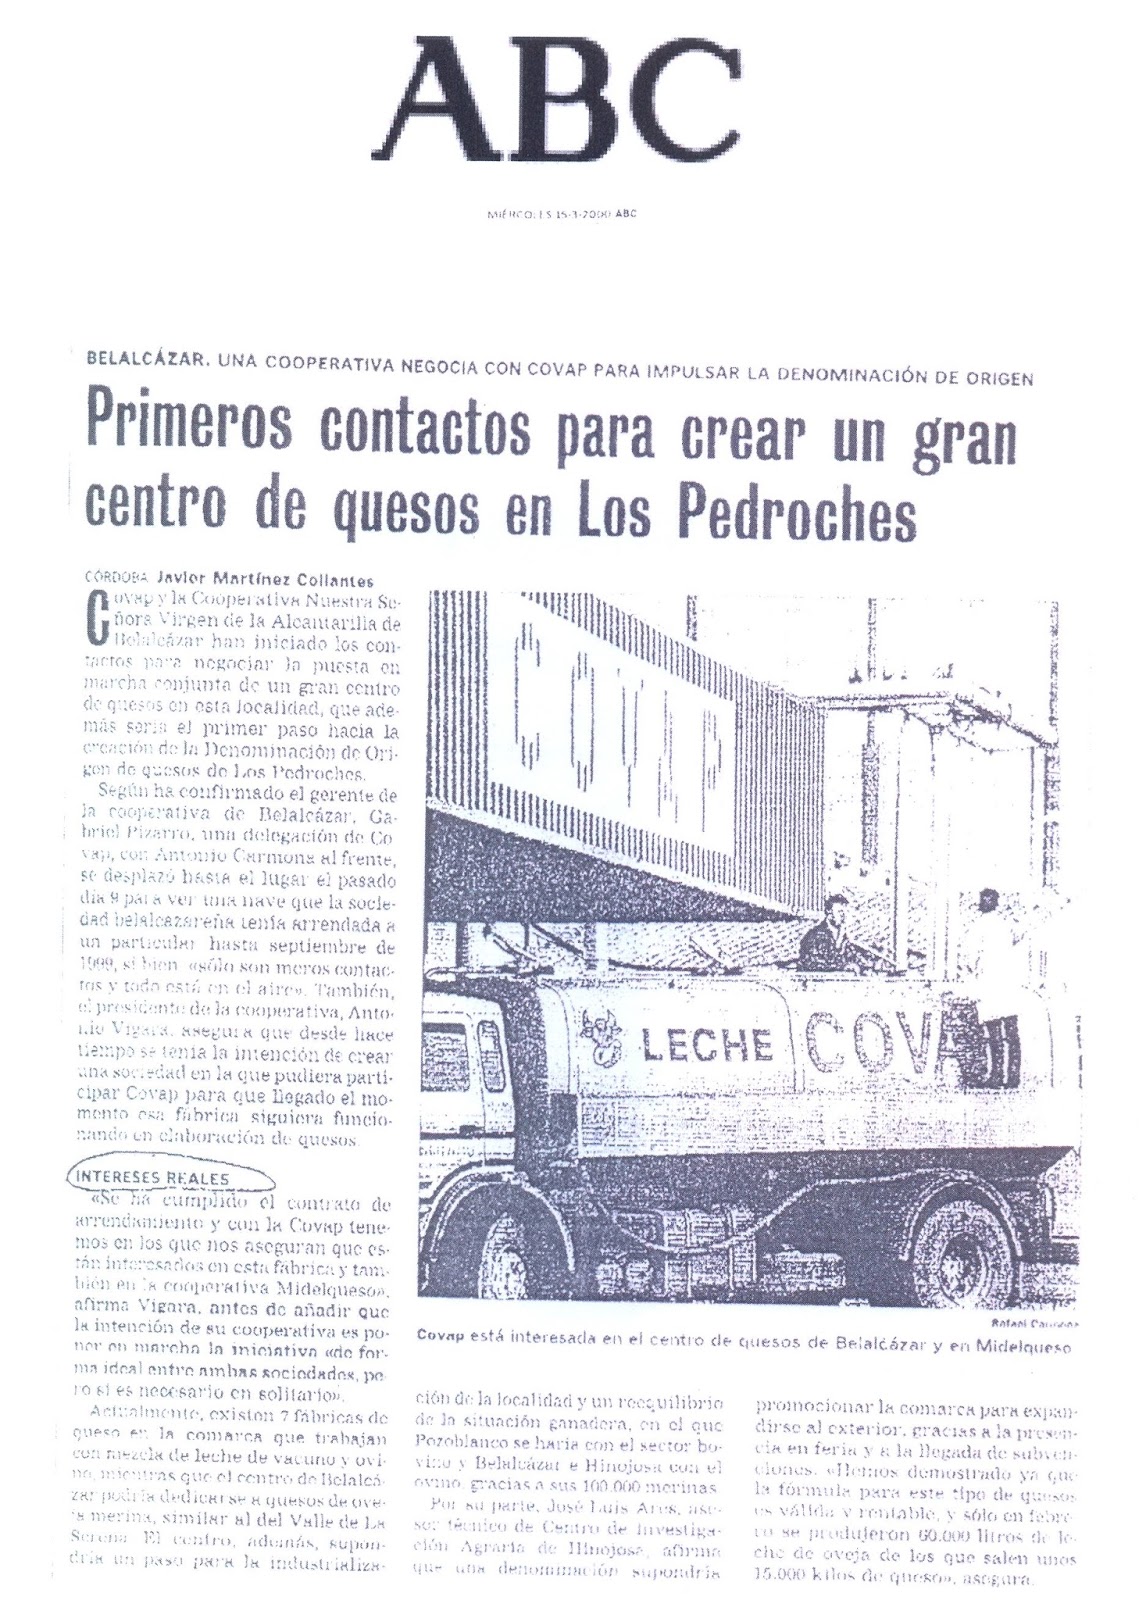 ABC
MIÉRCOLES 15-3-2000 ABC
BELALCÁZAR. UNA COOPERATIVA NEGOCIA CON COVAP PARA IMPULSAR LA DENOMINACIÓN DE ORIGEN
Primeros contactos para crear un gran
centro de quesos en Los Pedroches
CÓRDOBA Javier Martínez Collantes
Covap y la Cooperativa Nuestra Se-
ñora Virgen de la Alcantarilla de
Belalcázar han iniciado los con-
tactos para negociar la puesta en
marcha conjunta de un gran centro
de quesos en esta localidad, que ade-
más sería el primer paso hacia la
creación de la Denominación de Ori-
gen de quesos de Los Pedroches.
Según ha confirmado el gerente de
la cooperativa de Belalcázar, Ga-
briel Pizarro, una delegación de Co
vap, con Antonio Carmona al frente,
se desplazó hasta el lugar el pasado
día 9 para ver una nave que la socie-
dad belalcazareña tenía arrendada a
un particular hasta septiembre de
1999, si bien «sólo son meros contac-
tos y todo está en el aire». También,
el presidente de la cooperativa, Anto-
nio Vigara, asegura que desde hace
tiempo se tenía la intención de crear
una sociedad en la que pudiera parti-
cipar Covap para que llegado el mo-
mento esa fábrica siguiera funcio-
nando en elaboración de quesos.
INTERESES REALES
«Se ha cumplido el contrato de
arrendamiento y con la Covap tene-
mos en los que nos aseguran que es-
tán interesados en esta fábrica y tam-
bién en la cooperativa Midelqueso»,
afirma Vigara, antes de añadir que
la intención de su cooperativa es po-
ner en marcha la iniciativa «de for-
ma ideal entre ambas sociedades, pe-
ro si es necesario en solitario».
Actualmente, existen 7 fábricas de
queso en la comarca que trabajan
con mezcla de leche de vacuno y ovi-
no, mientras que el centro de Belalcá-
zar podría dedicarse a quesos de ove-
ja merina, similar al del Valle de La
Serena. El centro, además, supon-
dría un paso para la industrializa-
COVAP
LECHE COVAP
Rafael Carmona
Covap está interesada en el centro de quesos de Belalcázar y en Midelqueso
ción de la localidad y un reequilibrio
de la situación ganadera, en el que
Pozoblanco se haría con el sector bo-
vino y Belalcázar e Hinojosa con el
ovino, gracias a sus 100.000 merinas.
Por su parte, José Luis Ares, ase-
sor técnico de Centro de Investiga-
ción Agraria de Hinojosa, afirma
que una denominación supondría
promocionar la comarca para expan-
dirse al exterior, gracias a la presen-
cia en feria y a la llegada de subven-
ciones. «Hemos demostrado ya que
la fórmula para este tipo de quesos
es válida y rentable, y sólo en febre-
ro se produjeron 60.000 litros de le-
che de oveja de los que salen unos
15.000 kilos de queso», asegura.